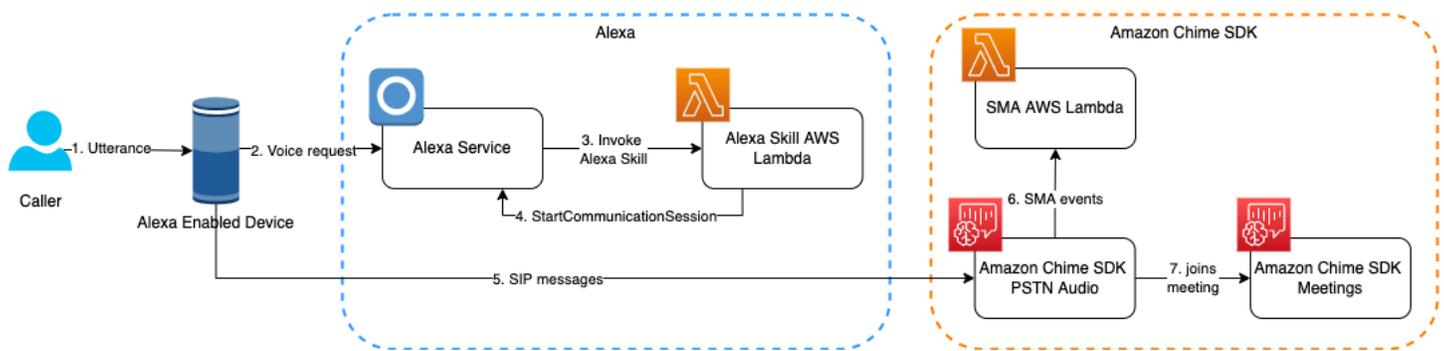 Alexa
Amazon Chime SDK
SMA AWS Lambda
1. Utterance
2. Voice request
Alexa Service
3. Invoke
Alexa Skill
Alexa Skill AWS
Lambda
Caller
Alexa Enabled Device
4. StartCommunicationSession
6. SMA events
5. SIP messages
Amazon Chime SDK
PSTN Audio
7. joins
meeting
Amazon Chime SDK
Meetings